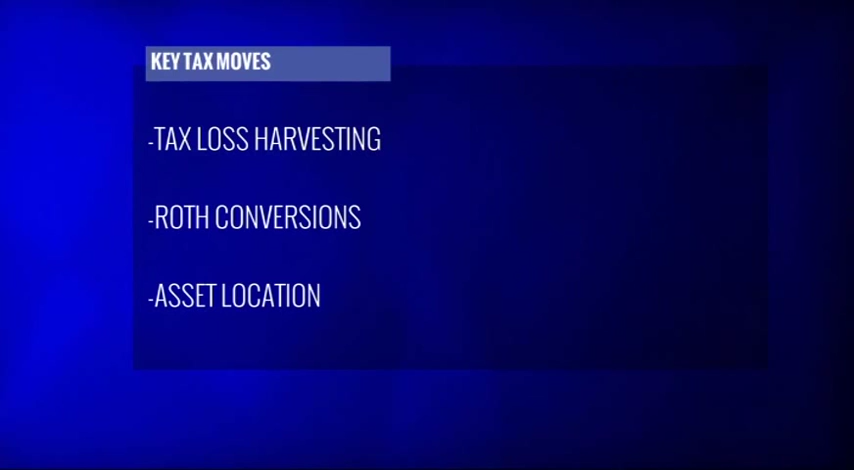 KEY TAX MOVES
-TAX LOSS HARVESTING
-ROTH CONVERSIONS
-ASSET LOCATION